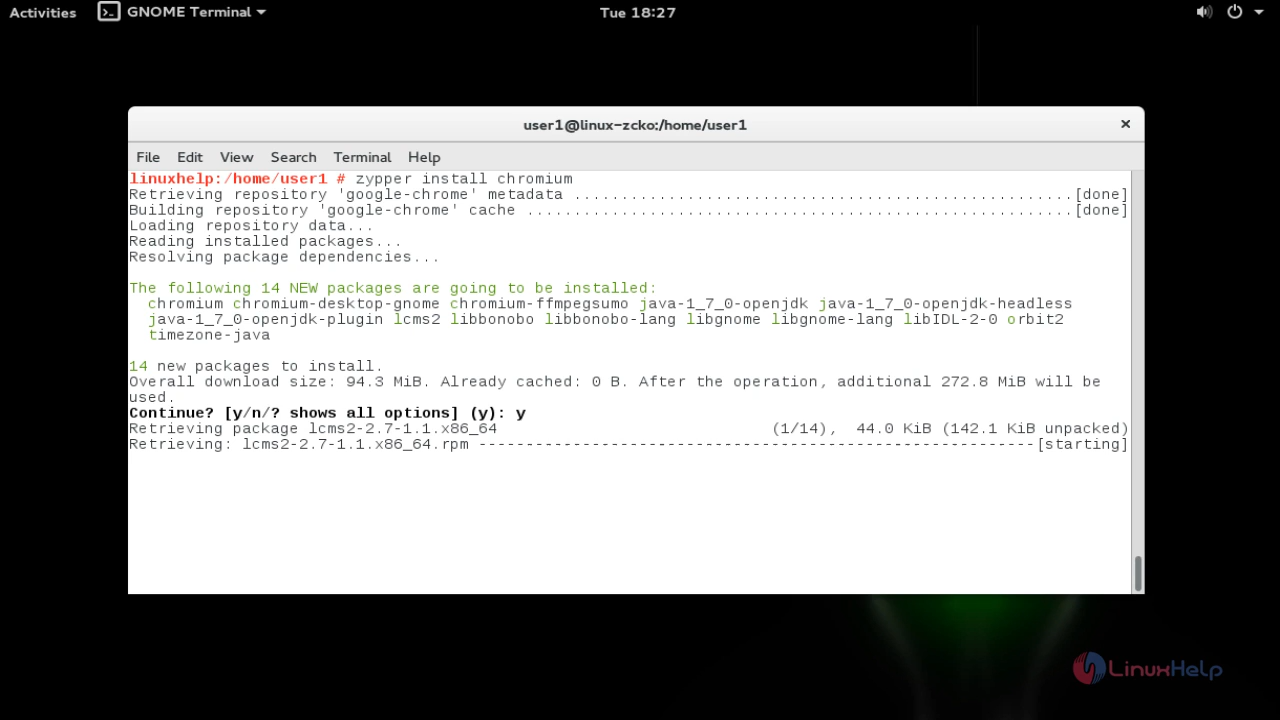 Activities GNOME Terminal Tue 18:27
user1@linux-zcko:/home/user1
File Edit View Search Terminal Help
linuxhelp:/home/user1 # zypper install chromium
Retrieving repository 'google-chrome' metadata ......................................................[done]
Building repository 'google-chrome' cache ...........................................................[done]
Loading repository data...
Reading installed packages...
Resolving package dependencies...
The following 14 NEW packages are going to be installed:
chromium chromium-desktop-gnome chromium-ffmpegsumo java-1_7_0-openjdk java-1_7_0-openjdk-headless
java-1_7_0-openjdk-plugin lcms2 libbonobo libbonobo-lang libgnome libgnome-lang libIDL-2-0 orbit2
timezone-java
14 new packages to install.
Overall download size: 94.3 MiB. Already cached: 0 B. After the operation, additional 272.8 MiB will be
used.
Continue? [y/n/? shows all options] (y): y
Retrieving package lcms2-2.7-1.1.x86_64 (1/14), 44.0 KiB (142.1 KiB unpacked)
Retrieving: lcms2-2.7-1.1.x86_64.rpm -----------------------------------------------------------[starting]
LinuxHelp